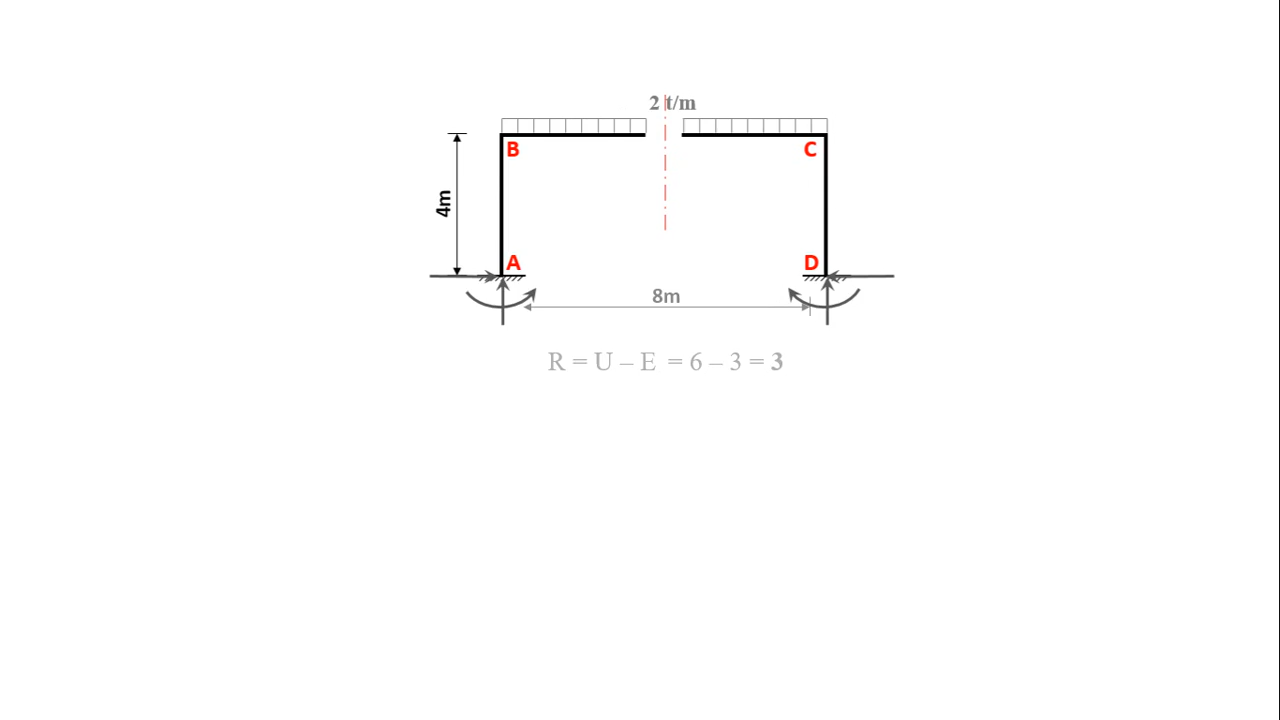 2 t/m
B
C
4m
A
D
8m
R = U – E = 6 – 3 = 3